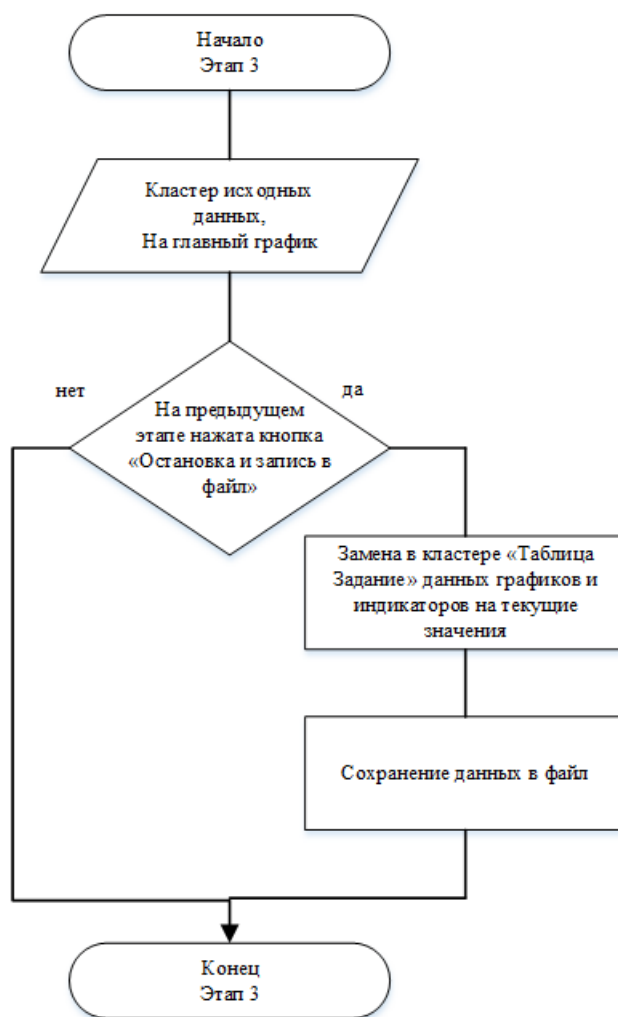 Начало
Этап 3
Кластер исходных
данных,
На главный график
нет
да
На предыдущем
этапе нажата кнопка
«Остановка и запись в
файл»
Замена в кластере «Таблица
Задание» данных графиков и
индикаторов на текущие
значения
Сохранение данных в файл
Конец
Этап 3